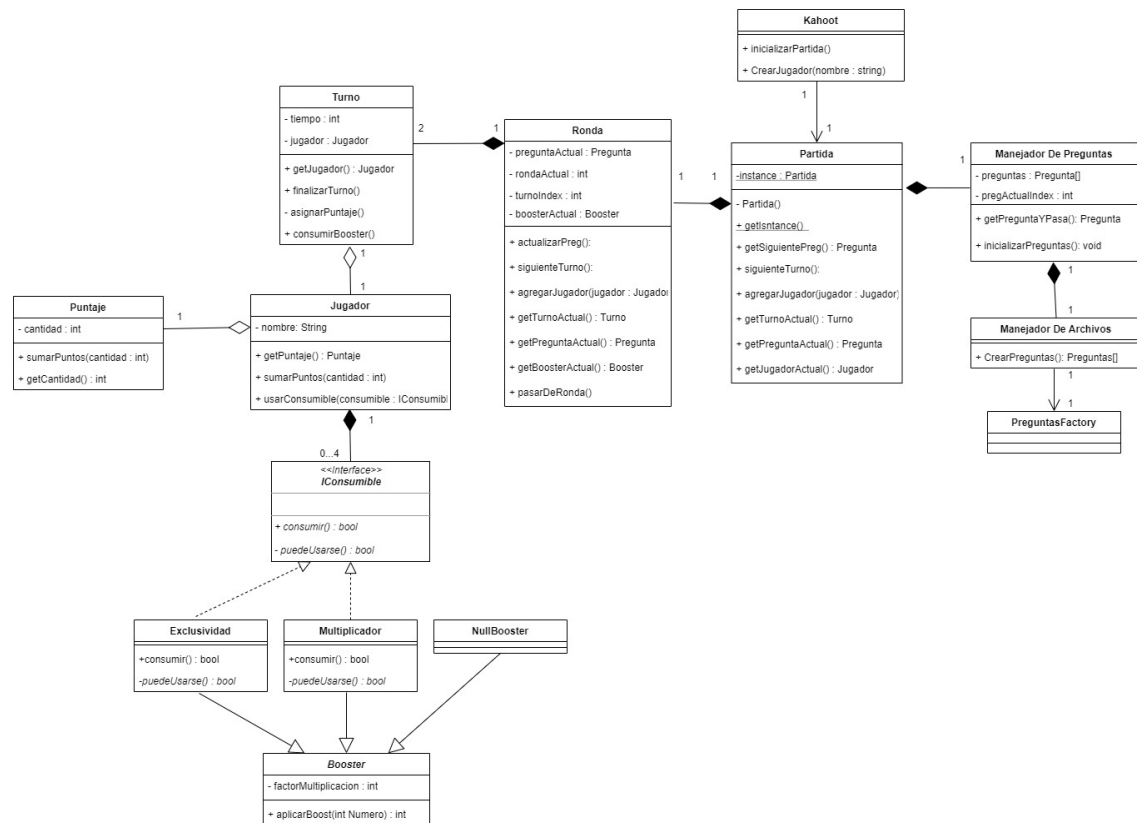 Kahoot
+ inicializarPartida()
+ CrearJugador(nombre : string)
1
1
Turno
- tiempo : int
- jugador : Jugador
+ getJugador() : Jugador
+ finalizarTurno()
- asignarPuntaje()
+ consumirBooster()
2
1
1
1
Ronda
- preguntaActual : Pregunta
- rondaActual : int
- turnoIndex : int
- boosterActual : Booster
+ actualizarPreg():
+ siguienteTurno():
+ agregarJugador(jugador : Jugador
+ getTurnoActual() : Turno
+ getPreguntaActual() : Pregunta
+ getBoosterActual() : Booster
+ pasarDeRonda()
1
1
Partida
-instance : Partida
- Partida()
+ getIsntance()
+ getSiguientePreg() : Pregunta
+ siguienteTurno():
+ agregarJugador(jugador : Jugador)
+ getTurnoActual() : Turno
+ getPreguntaActual() : Pregunta
+ getJugadorActual() : Jugador
1
Manejador De Preguntas
- preguntas : Pregunta[]
- pregActualIndex : int
+ getPreguntaYPasa(): Pregunta
+ inicializarPreguntas(): void
1
1
Manejador De Archivos
+ CrearPreguntas(): Preguntas[]
1
1
PreguntasFactory
Puntaje
- cantidad : int
+ sumarPuntos(cantidad : int)
+ getCantidad() : int
1
Jugador
- nombre: String
+ getPuntaje() : Puntaje
+ sumarPuntos(cantidad : int)
+ usarConsumible(consumible : IConsumibl
1
0...4
<<Interface>>
IConsumible
+ consumir() : bool
- puedeUsarse() : bool
Exclusividad
+consumir() : bool
-puedeUsarse() : bool
Multiplicador
+consumir() : bool
-puedeUsarse() : bool
NullBooster
Booster
- factorMultiplicacion : int
+ aplicarBoost(int Numero) : int